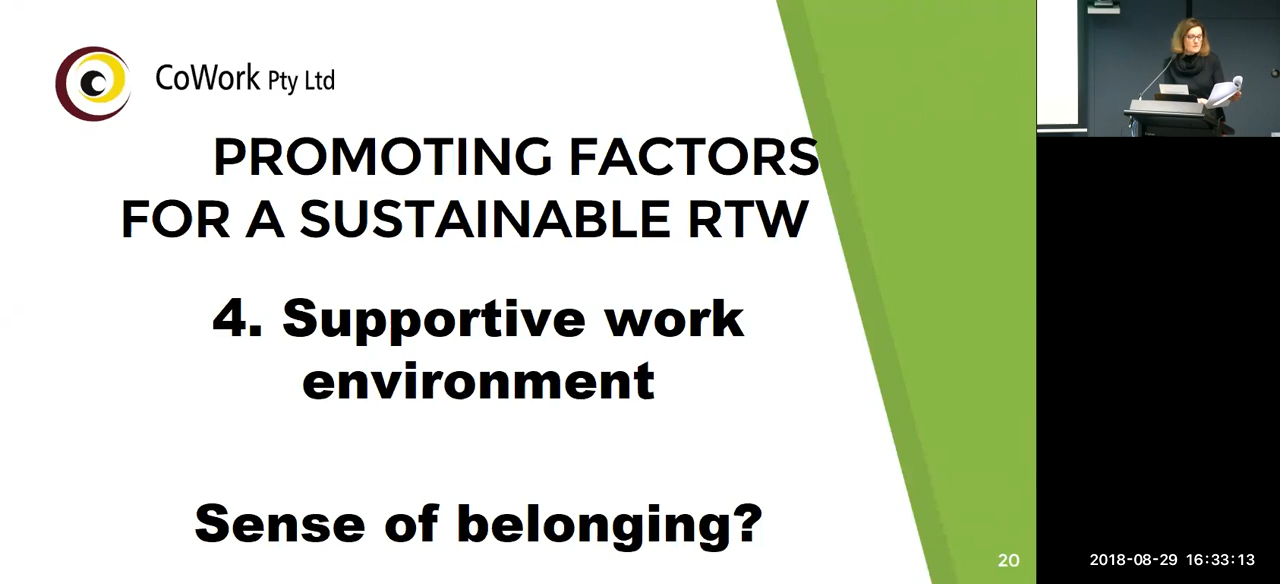 CoWork Pty Ltd
PROMOTING FACTORS
FOR A SUSTAINABLE RTW
4. Supportive work
environment
Sense of belonging?
20
2018-08-29 16:33:13